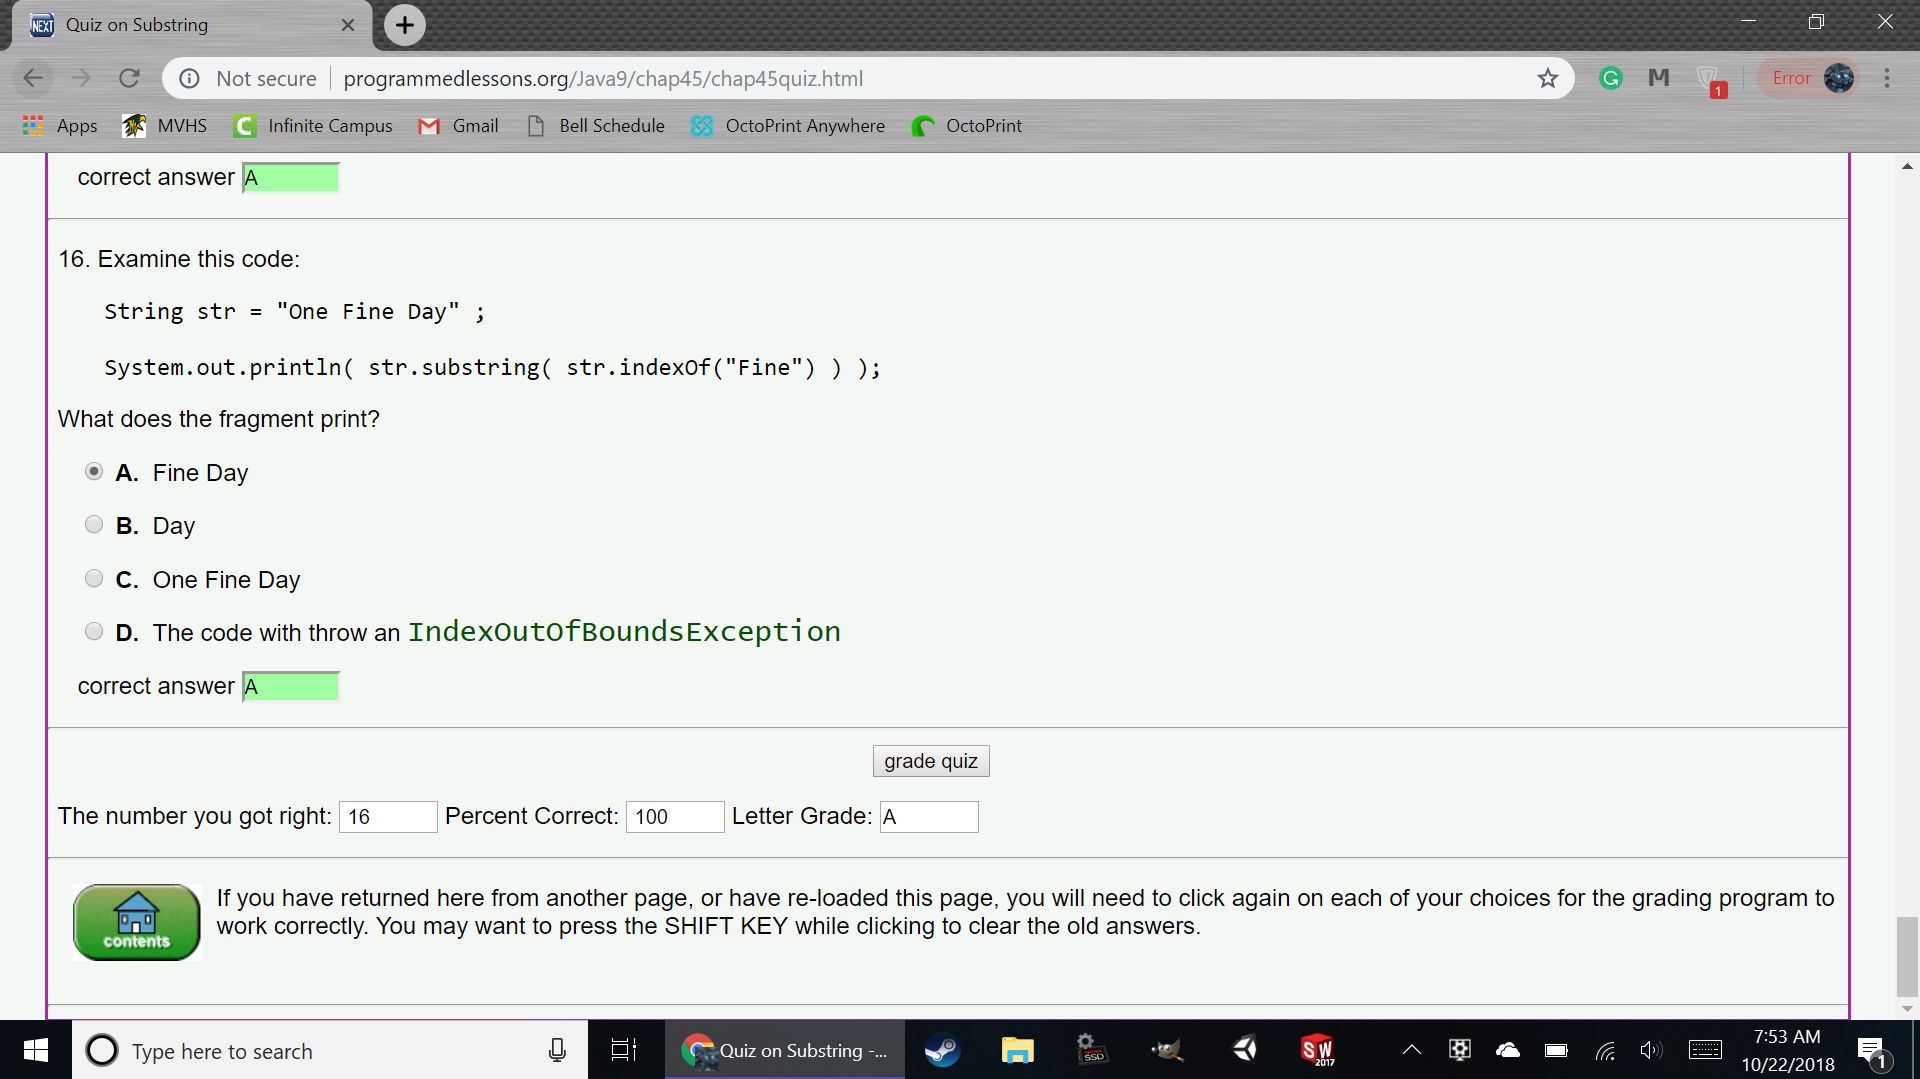 NEXT Quiz on Substring
Not secure programmedlessons.org/Java9/chap45/chap45quiz.html
G M 1 Error
Apps MVHS C Infinite Campus M Gmail Bell Schedule OctoPrint Anywhere OctoPrint
correct answer A
16. Examine this code:
String str = "One Fine Day" ;
System.out.println( str.substring( str.indexOf("Fine") ) );
What does the fragment print?
A. Fine Day
B. Day
C. One Fine Day
D. The code with throw an IndexOutOfBoundsException
correct answer A
grade quiz
The number you got right: 16 Percent Correct: 100 Letter Grade: A
If you have returned here from another page, or have re-loaded this page, you will need to click again on each of your choices for the grading program to
work correctly. You may want to press the SHIFT KEY while clicking to clear the old answers.
contents
Type here to search
Quiz on Substring -...
SSD
SW 2017
7:53 AM
10/22/2018
1